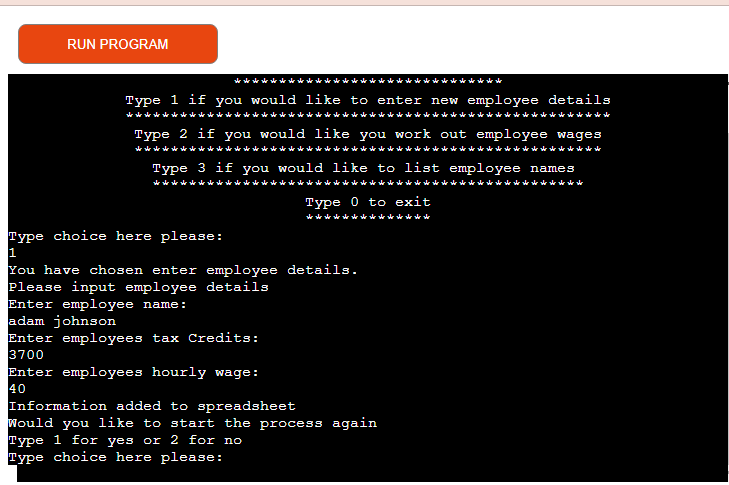 RUN PROGRAM
******************************
Type 1 if you would like to enter new employee details
******************************************************
Type 2 if you would like you work out employee wages
****************************************************
Type 3 if you would like to list employee names
************************************************
Type 0 to exit
**************
Type choice here please:
1
You have chosen enter employee details.
Please input employee details
Enter employee name:
adam johnson
Enter employees tax Credits:
3700
Enter employees hourly wage:
40
Information added to spreadsheet
Would you like to start the process again
Type 1 for yes or 2 for no
Type choice here please: